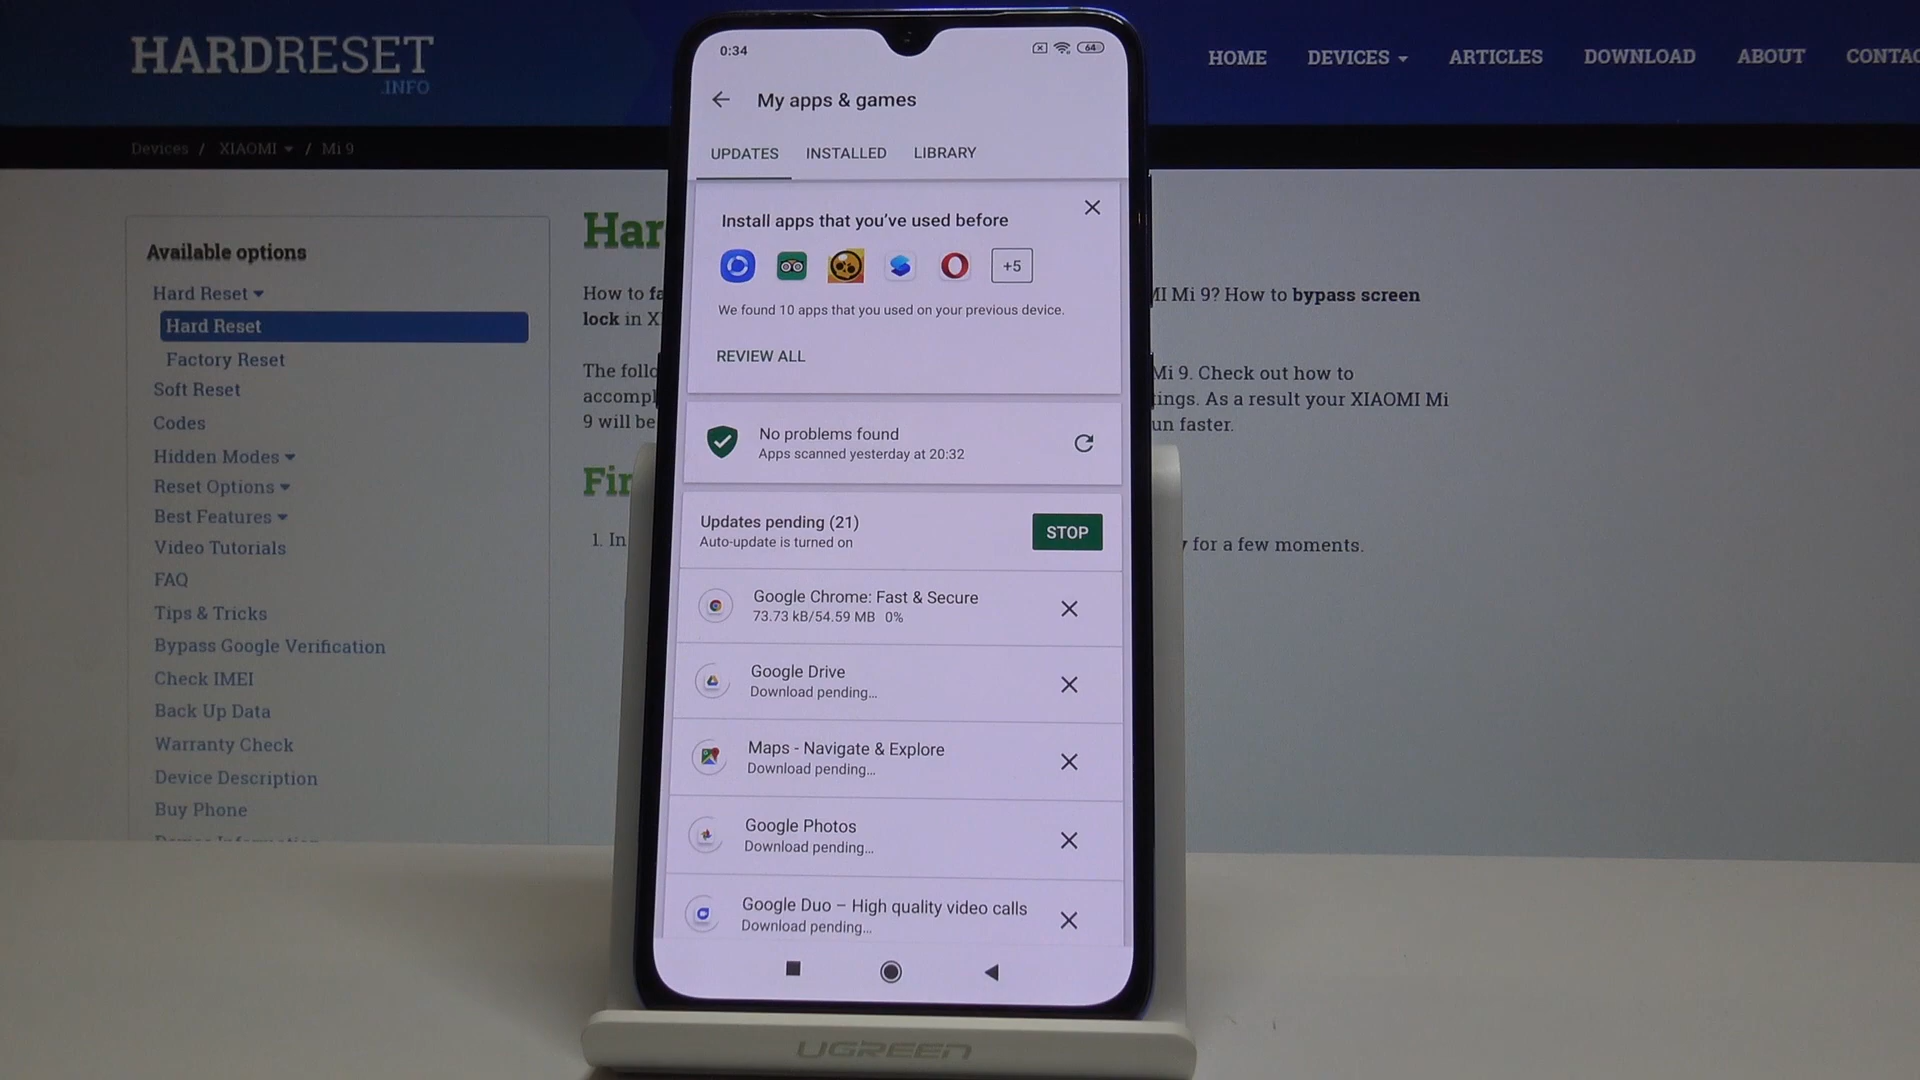 HARDRESET
.INFO
HOME DEVICES ARTICLES DOWNLOAD ABOUT
Devices / XIAOMI / Mi 9
Available options
Hard Reset
Hard Reset
Factory Reset
Soft Reset
Codes
Hidden Modes
Reset Options
Best Features
Video Tutorials
FAQ
Tips & Tricks
Bypass Google Verification
Check IMEI
Back Up Data
Warranty Check
Device Description
Buy Phone
How to
Mi 9? How to bypass screen
lock in
The
Mi 9. Check out how to
As a result your XIAOMI Mi
9 will be
faster.
1. In
for a few moments.
0:34
64
My apps & games
UPDATES INSTALLED LIBRARY
Install apps that you've used before
+5
We found 10 apps that you used on your previous device.
REVIEW ALL
No problems found
Apps scanned yesterday at 20:32
Updates pending (21)
Auto-update is turned on
STOP
Google Chrome: Fast & Secure
73.73 kB/54.59 MB 0%
Google Drive
Download pending...
Maps - Navigate & Explore
Download pending...
Google Photos
Download pending...
Google Duo – High quality video calls
Download pending...
UGREEN